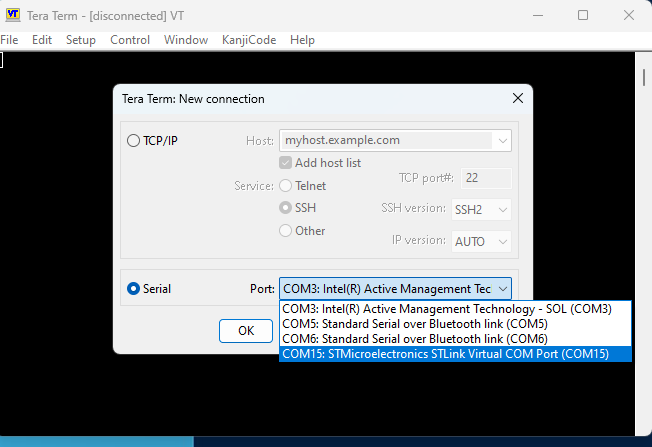 Tera Term - [disconnected] VT
File Edit Setup Control Window KanjiCode Help
Tera Term: New connection
TCP/IP
Host: myhost.example.com
Add host list
Service: Telnet
TCP port#: 22
SSH
SSH version: SSH2
Other
IP version: AUTO
Serial
Port: COM3: Intel(R) Active Management Tec
COM3: Intel(R) Active Management Technology - SOL (COM3)
COM5: Standard Serial over Bluetooth link (COM5)
COM6: Standard Serial over Bluetooth link (COM6)
COM15: STMicroelectronics STLink Virtual COM Port (COM15)
OK